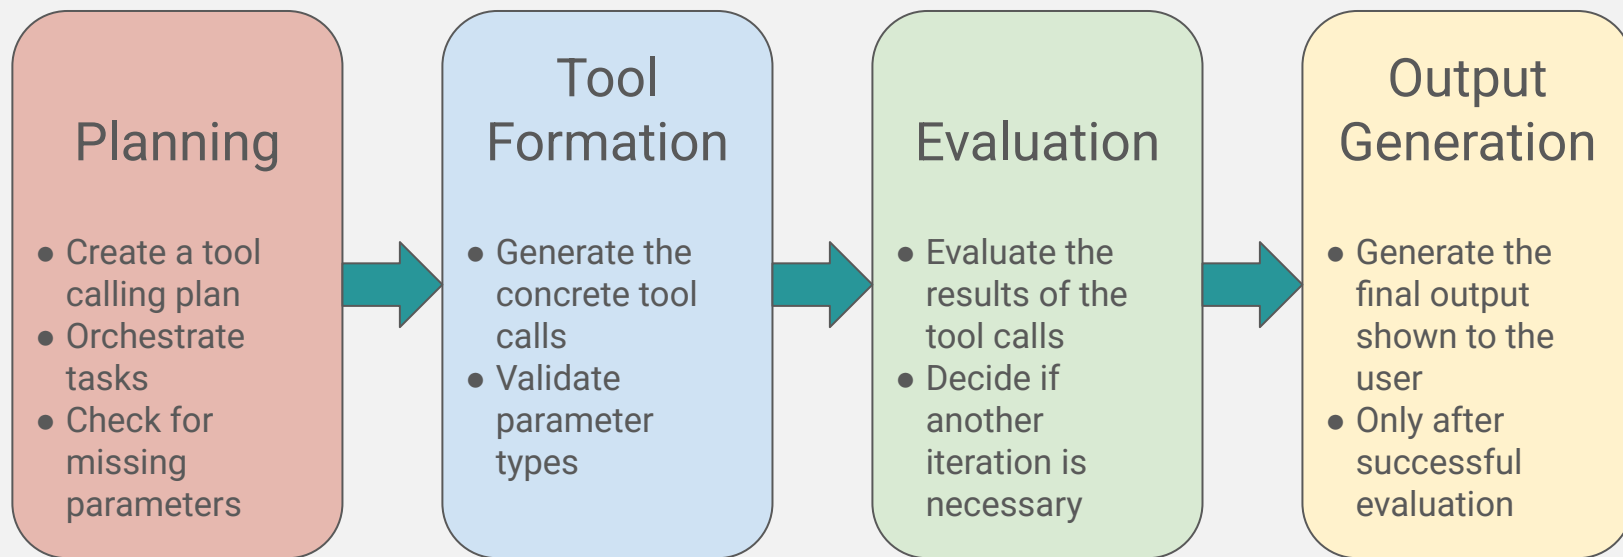 Planning
● Create a tool
calling plan
● Orchestrate
tasks
● Check for
missing
parameters
Tool
Formation
● Generate the
concrete tool
calls
● Validate
parameter
types
Evaluation
● Evaluate the
results of the
tool calls
● Decide if
another
iteration is
necessary
Output
Generation
● Generate the
final output
shown to the
user
● Only after
successful
evaluation